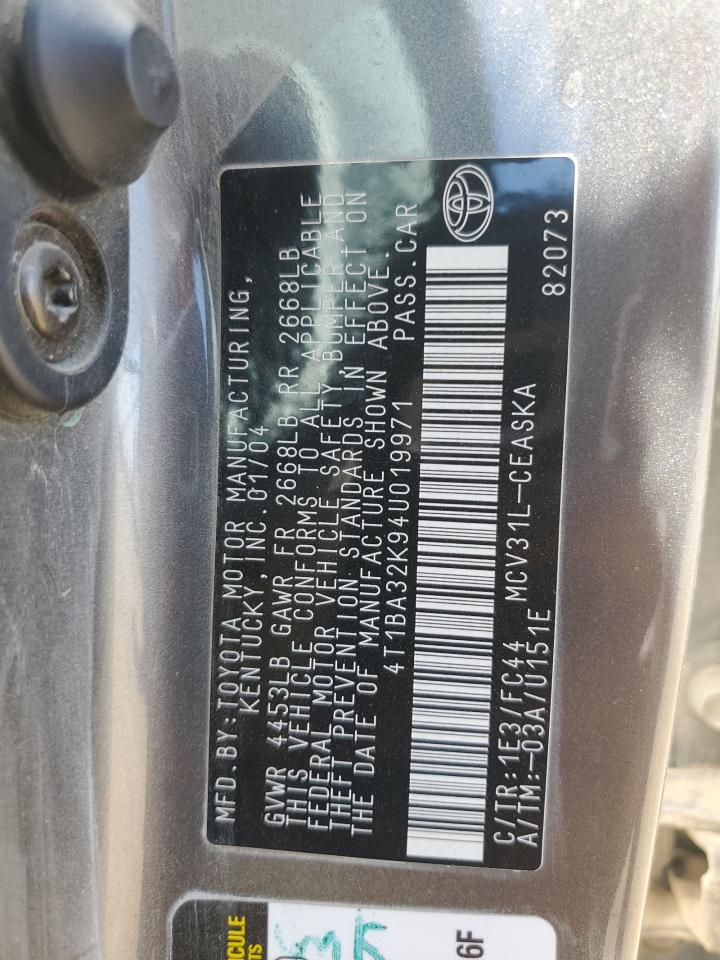 MFD.BY:TOYOTA MOTOR MANUFACTURING,
KENTUCKY, INC.01/04
GVWR 4453LB GAWR FR 2668LB RR 2668LB
THIS VEHICLE CONFORMS TO ALL APPLICABLE
FEDERAL MOTOR VEHICLE SAFETY BUMPER AND
THEFT PREVENTION STANDARDS IN EFFECT ON
THE DATE OF MANUFACTURE SHOWN ABOVE.
4T1BA32K94U019971 PASS.CAR
C/TR:1E3/FC44 MCV31L-CEASKA
A/TM:-03A/U151E 82073
6F